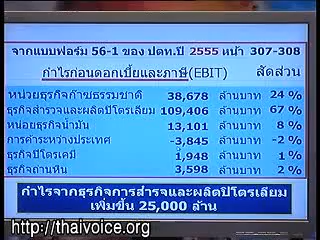 จากแบบฟอร์ม 56-1 ของ ปตท.ปี 2555 หน้า 307-308
กำไรก่อนดอกเบี้ยและภาษี(EBIT) สัดส่วน
หน่วยธุรกิจก๊าซธรรมชาติ 38,678 ล้านบาท 24 %
ธุรกิจสำรวจและผลิตปิโตรเลียม 109,406 ล้านบาท 67 %
หน่วยธุรกิจน้ำมัน 13,101 ล้านบาท 8 %
การค้าระหว่างประเทศ -3,845 ล้านบาท -2 %
ธุรกิจปิโตรเคมี 1,948 ล้านบาท 1 %
ธุรกิจถ่านหิน 3,598 ล้านบาท 2 %
กำไรจากธุรกิจการสำรวจและผลิตปิโตรเลียม
เพิ่มขึ้น 25,000 ล้าน
http://thaivoice.org